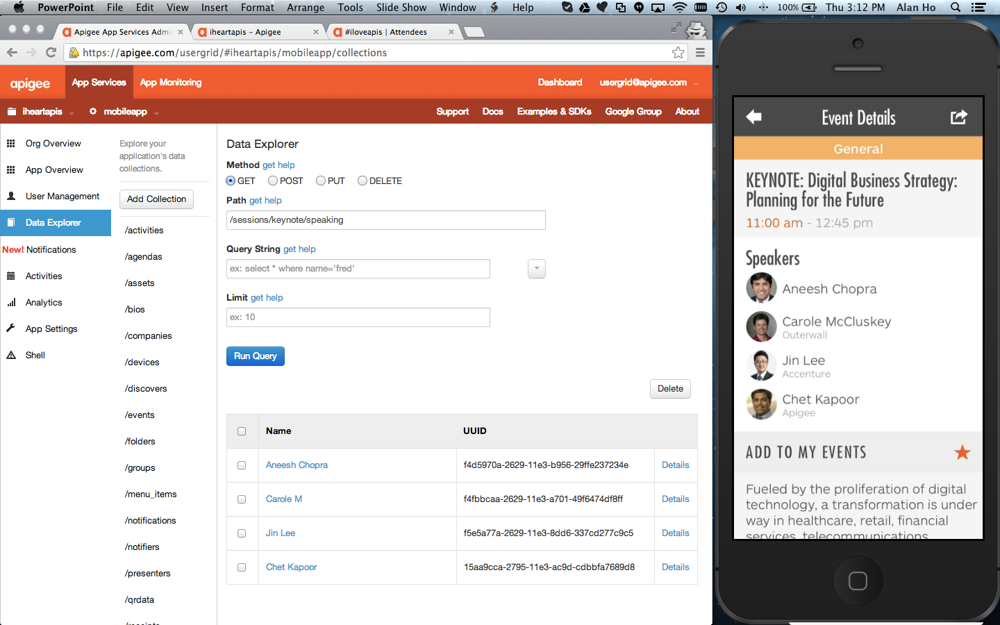 PowerPoint File Edit View Insert Format Arrange Tools Slide Show Window Help 100% Thu 3:12 PM Alan Ho
Apigee App Services Admi
iheartapis – Apigee
#iloveapis | Attendees
https://apigee.com/usergrid/#iheartapis/mobileapp/collections
apigee App Services App Monitoring Dashboard usergrid@apigee.com
iheartapis mobileapp Support Docs Examples & SDKs Google Group About
Org Overview
App Overview
User Management
Data Explorer
New! Notifications
Activities
Analytics
App Settings
Shell
Explore your
application's data
collections.
Add Collection
/activities
/agendas
/assets
/bios
/companies
/devices
/discovers
/events
/folders
/groups
/menu_items
/notifications
/notifiers
/presenters
/qrdata
/receipts
Data Explorer
Method get help
GET POST PUT DELETE
Path get help
/sessions/keynote/speaking
Query String get help
ex: select * where name='fred'
Limit get help
ex: 10
Run Query
Delete
Name UUID
Aneesh Chopra f4d5970a-2629-11e3-b956-29ffe237234e Details
Carole M f4fbbcaa-2629-11e3-a701-49f6474df8ff Details
Jin Lee f5e5a77a-2629-11e3-8dd6-337cd277c9c5 Details
Chet Kapoor 15aa9cca-2795-11e3-ac9d-cdbbfa7689d8 Details
Event Details
General
KEYNOTE: Digital Business Strategy:
Planning for the Future
11:00 am - 12:45 pm
Speakers
Aneesh Chopra
Carole McCluskey
Outerwall
Jin Lee
Accenture
Chet Kapoor
Apigee
ADD TO MY EVENTS
Fueled by the proliferation of digital
technology, a transformation is under
way in healthcare, retail, financial
services, telecommunications